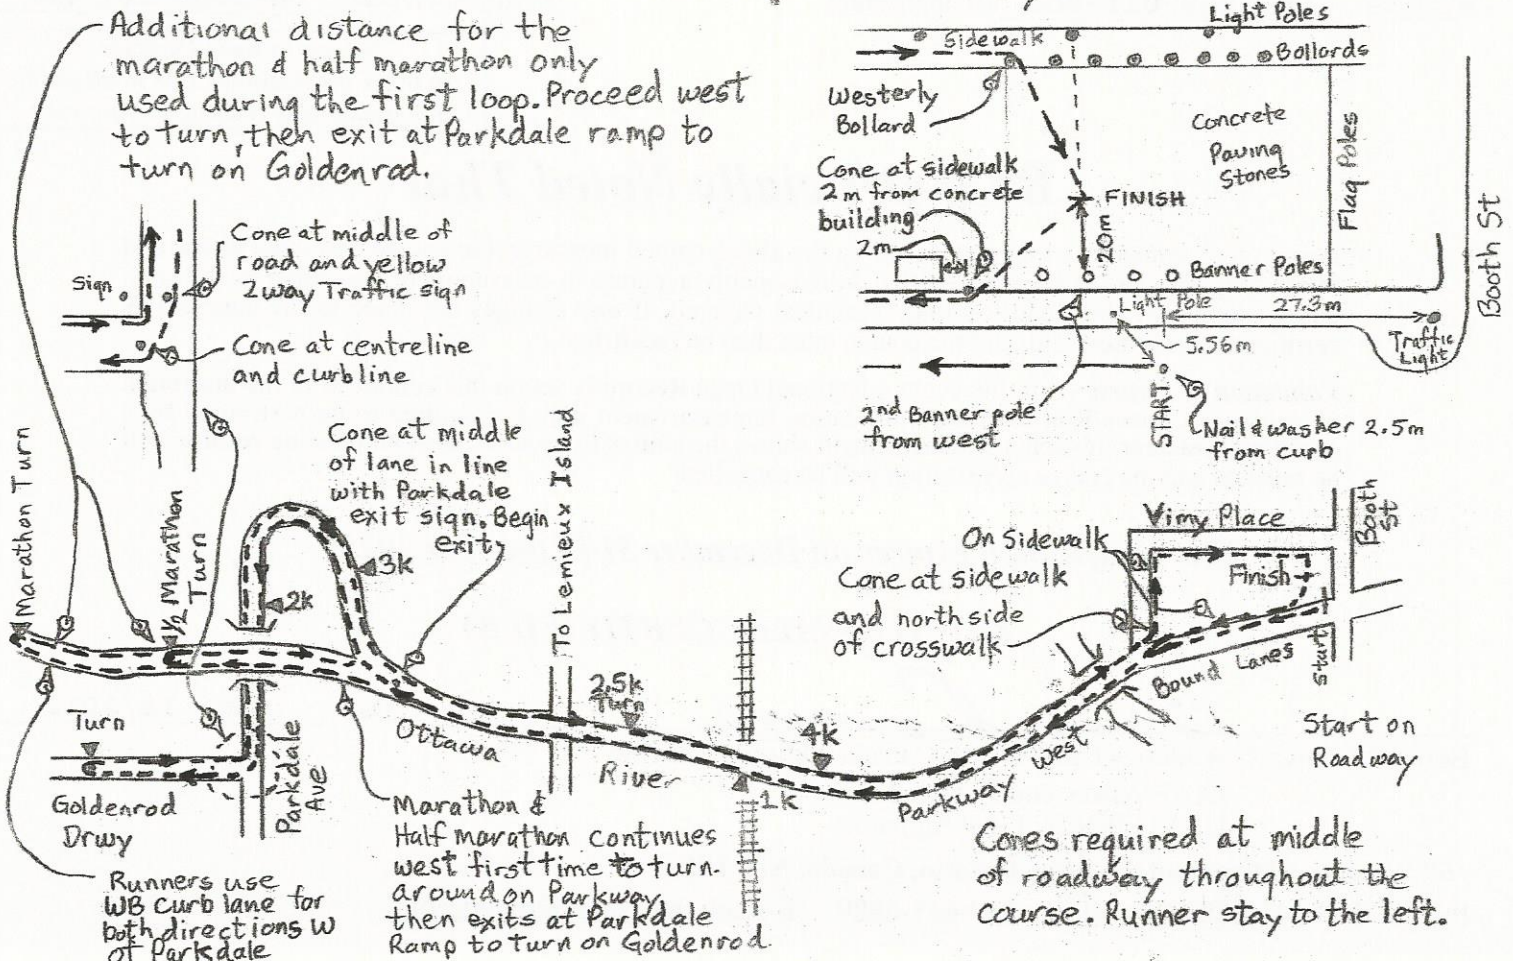 Additional distance for the
marathon & half marathon only
used during the first loop. Proceed west
to turn, then exit at Parkdale ramp to
turn on Goldenrod.
Light Poles
Sidewalk
Bollards
Westerly
Bollard
Concrete
Paving
Stones
Flag Poles
Booth St
Cone at sidewalk
2m from concrete
building
2m
FINISH
20m
Banner Poles
Light Pole
27.3m
Traffic
Light
5.56m
START
2nd Banner pole
from west
Nail & washer 2.5m
from curb
Sign
Cone at middle of
road and yellow
2way Traffic sign
Cone at centreline
and curbline
Cone at middle
of lane in line
with Parkdale
exit sign. Begin
exit
Marathon Turn
1/2 Marathon
Turn
2k
3k
To Lemieux Island
2.5k
Turn
4k
1k
Ottawa
River
Parkway
West
Bound Lanes
On Sidewalk
Cone at sidewalk
and north side
of crosswalk
Vimy Place
Finish
Booth
St
Start
Start on
Roadway
Turn
Goldenrod
Drwy
Parkdale
Ave
Runners use
WB curb lane for
both directions W
of Parkdale
Marathon &
Half marathon continues
west first time to turn-
around on Parkway,
then exits at Parkdale
Ramp to turn on Goldenrod.
Cones required at middle
of roadway throughout the
course. Runner stay to the left.